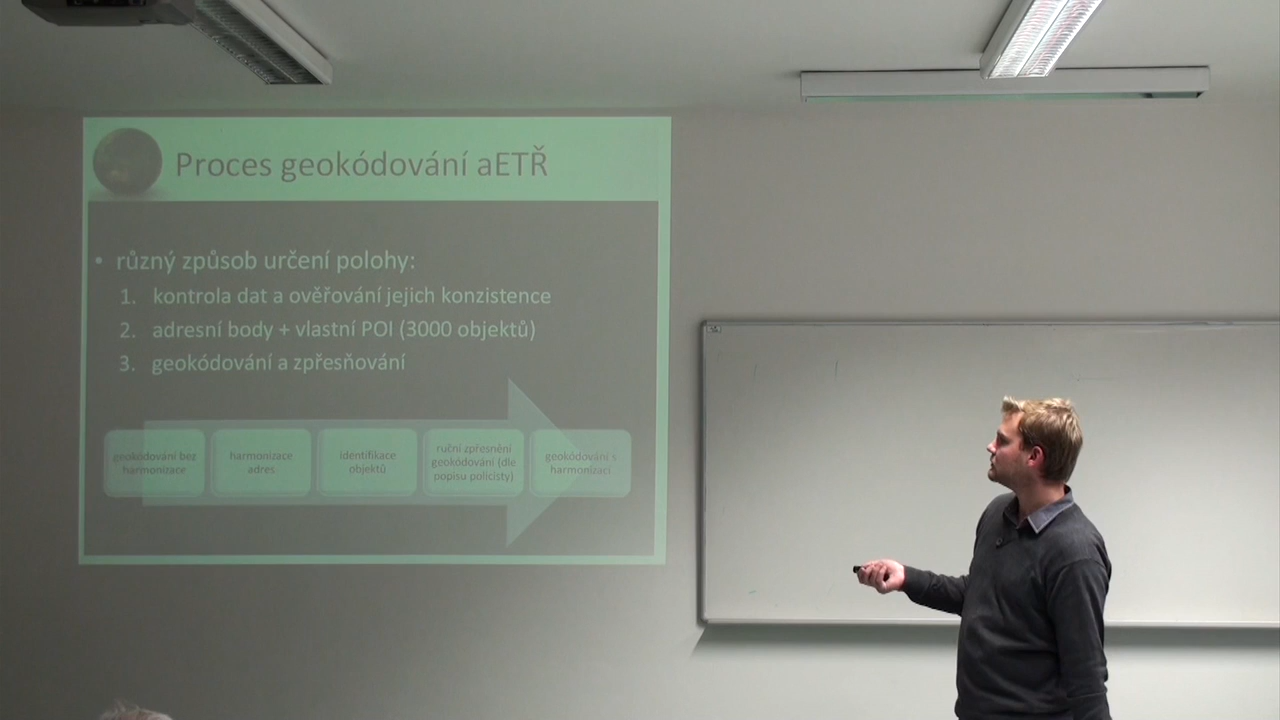 Proces geokódování aETŘ
• různý způsob určení polohy:
1. kontrola dat a ověřování jejich konzistence
2. adresní body + vlastní POI (3000 objektů)
3. geokódování a zpřesňování
geokódování bez
harmonizace
harmonizace
adres
identifikace
objektů
ruční zpřesnění
geokódování (dle
popisu policisty)
geokódování s
harmonizací